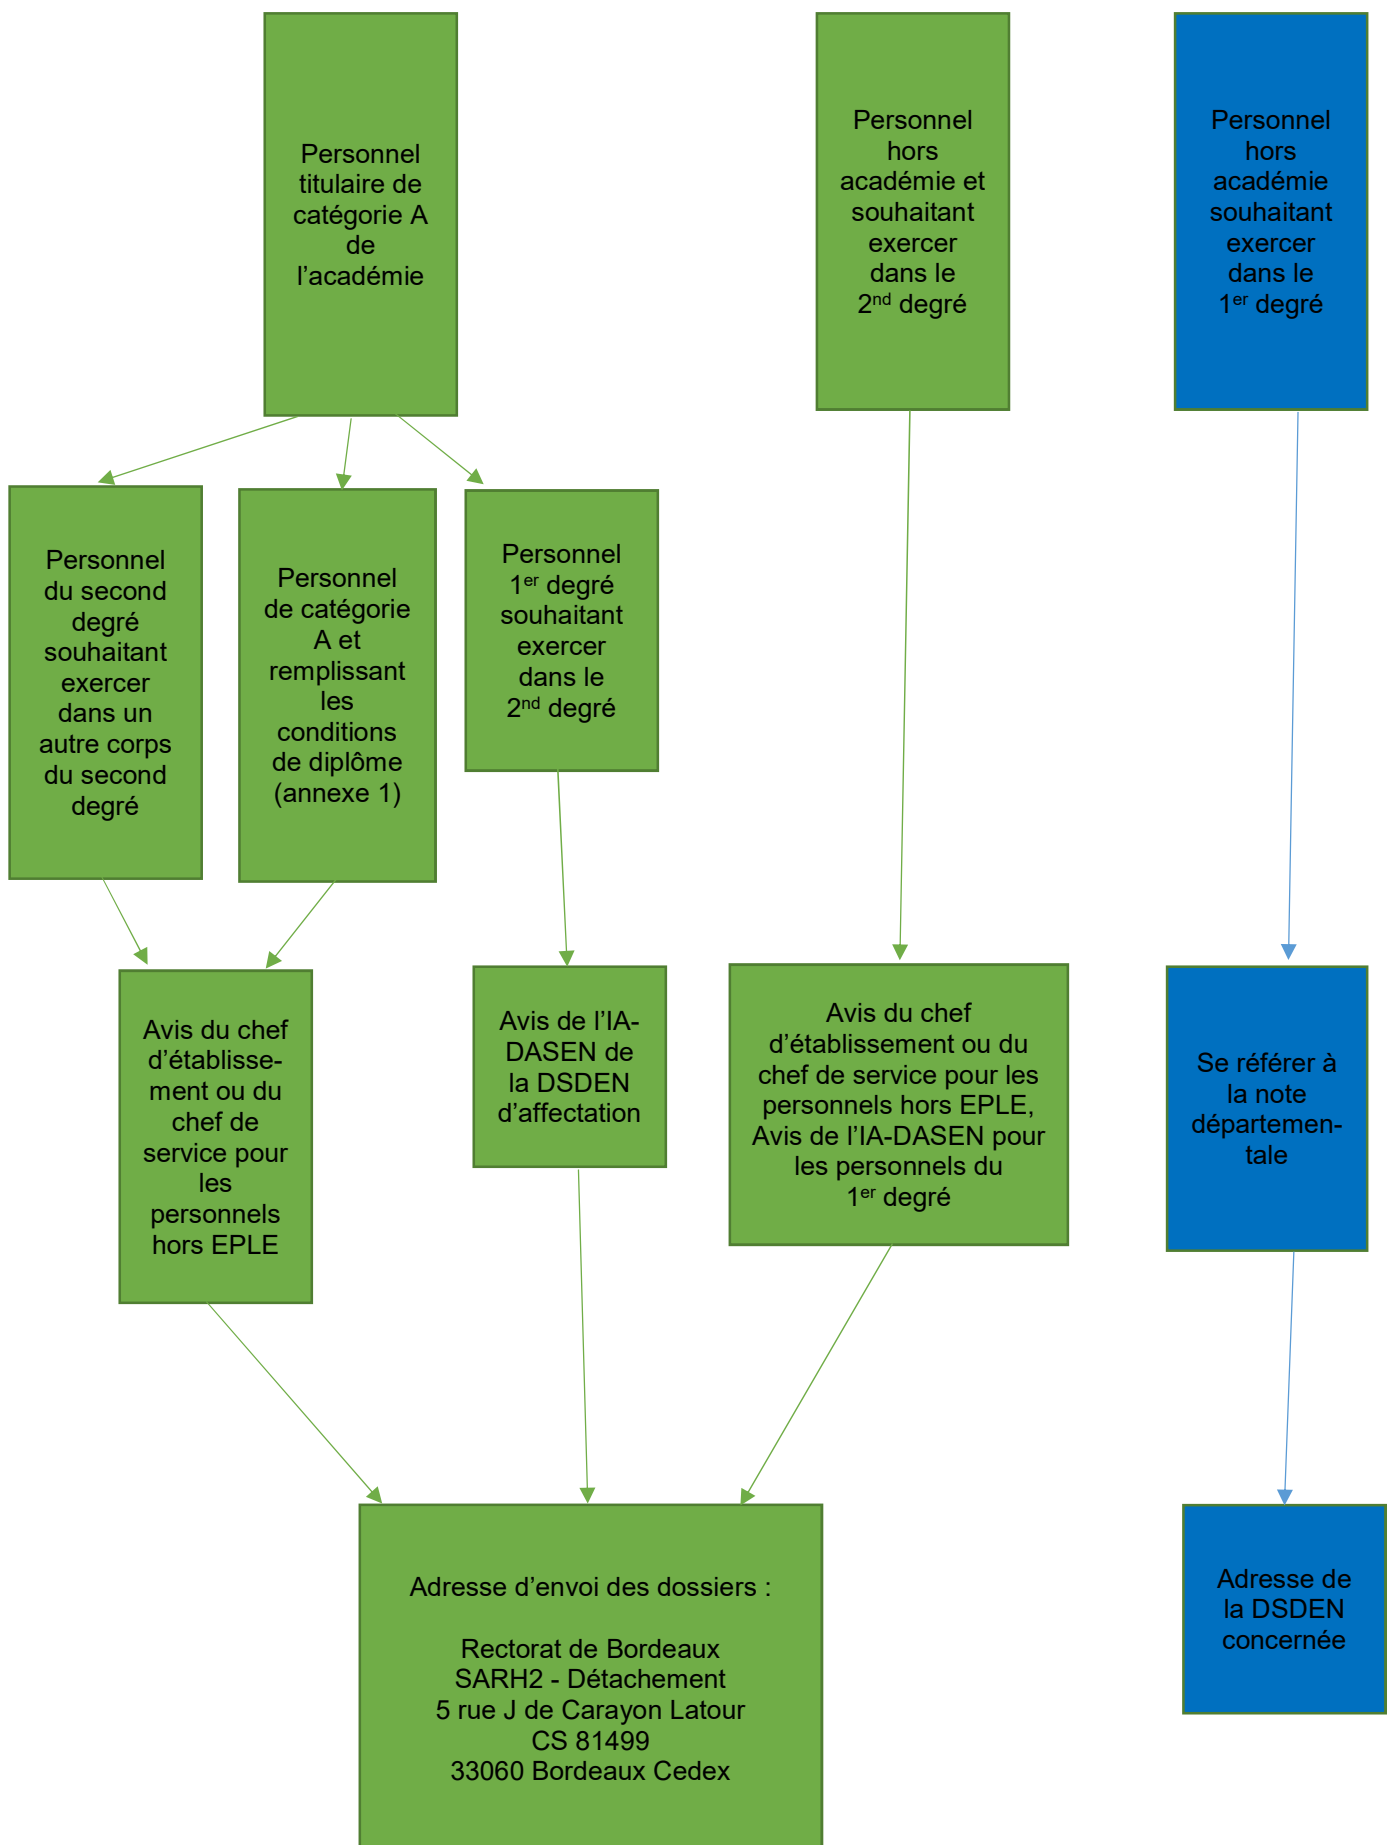 Personnel
titulaire de
catégorie A
de
l’académie
Personnel
hors
académie et
souhaitant
exercer
dans le
2nd degré
Personnel
hors
académie
souhaitant
exercer
dans le
1er degré
Personnel
du second
degré
souhaitant
exercer
dans un
autre corps
du second
degré
Personnel
de catégorie
A et
remplissant
les
conditions
de diplôme
(annexe 1)
Personnel
1er degré
souhaitant
exercer
dans le
2nd degré
Avis du chef
d’établisse-
ment ou du
chef de
service pour
les
personnels
hors EPLE
Avis de l’IA-
DASEN de
la DSDEN
d’affectation
Avis du chef
d’établissement ou du
chef de service pour les
personnels hors EPLE,
Avis de l’IA-DASEN pour
les personnels du
1er degré
Se référer à
la note
départemen-
tale
Adresse d’envoi des dossiers :
Rectorat de Bordeaux
SARH2 - Détachement
5 rue J de Carayon Latour
CS 81499
33060 Bordeaux Cedex
Adresse de
la DSDEN
concernée